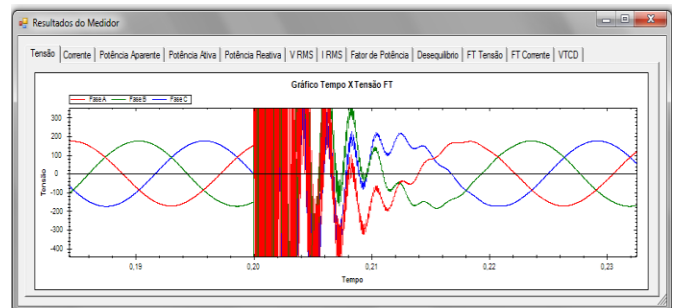 Resultados do Medidor
Tensão Corrente Potência Aparente Potência Ativa Potência Reativa V RMS I RMS Fator de Potência Desequilíbrio FT Tensão FT Corrente VTCD
Gráfico Tempo X Tensão FT
Fase A Fase B Fase C
300
200
100
0
-100
-200
-300
-400
Tensão
0,19 0,20 0,21 0,22 0,23
Tempo